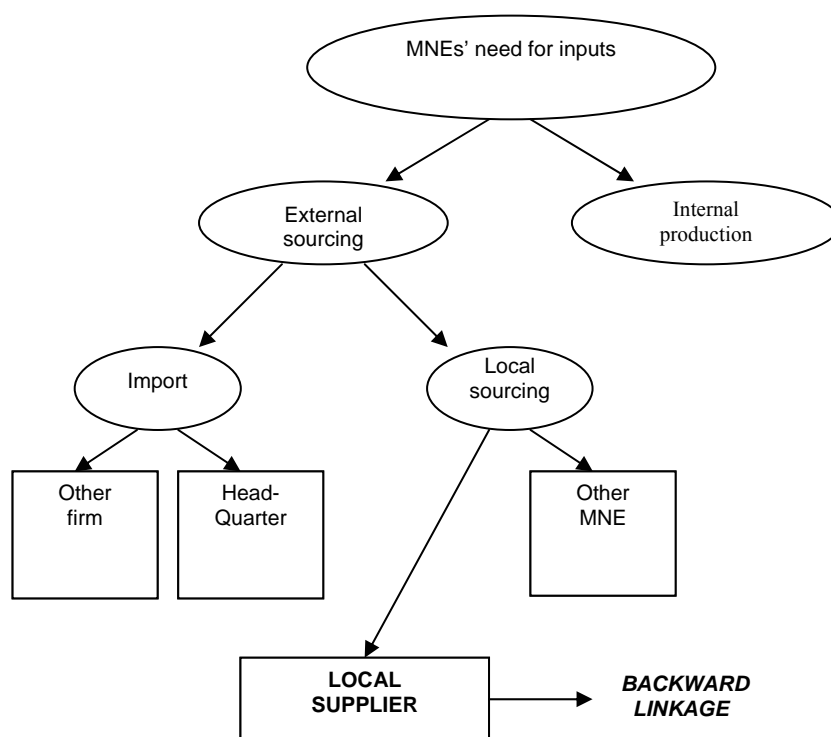 MNEs' need for inputs
External
sourcing
Internal
production
Import
Local
sourcing
Other
firm
Head-
Quarter
Other
MNE
LOCAL
SUPPLIER
BACKWARD
LINKAGE